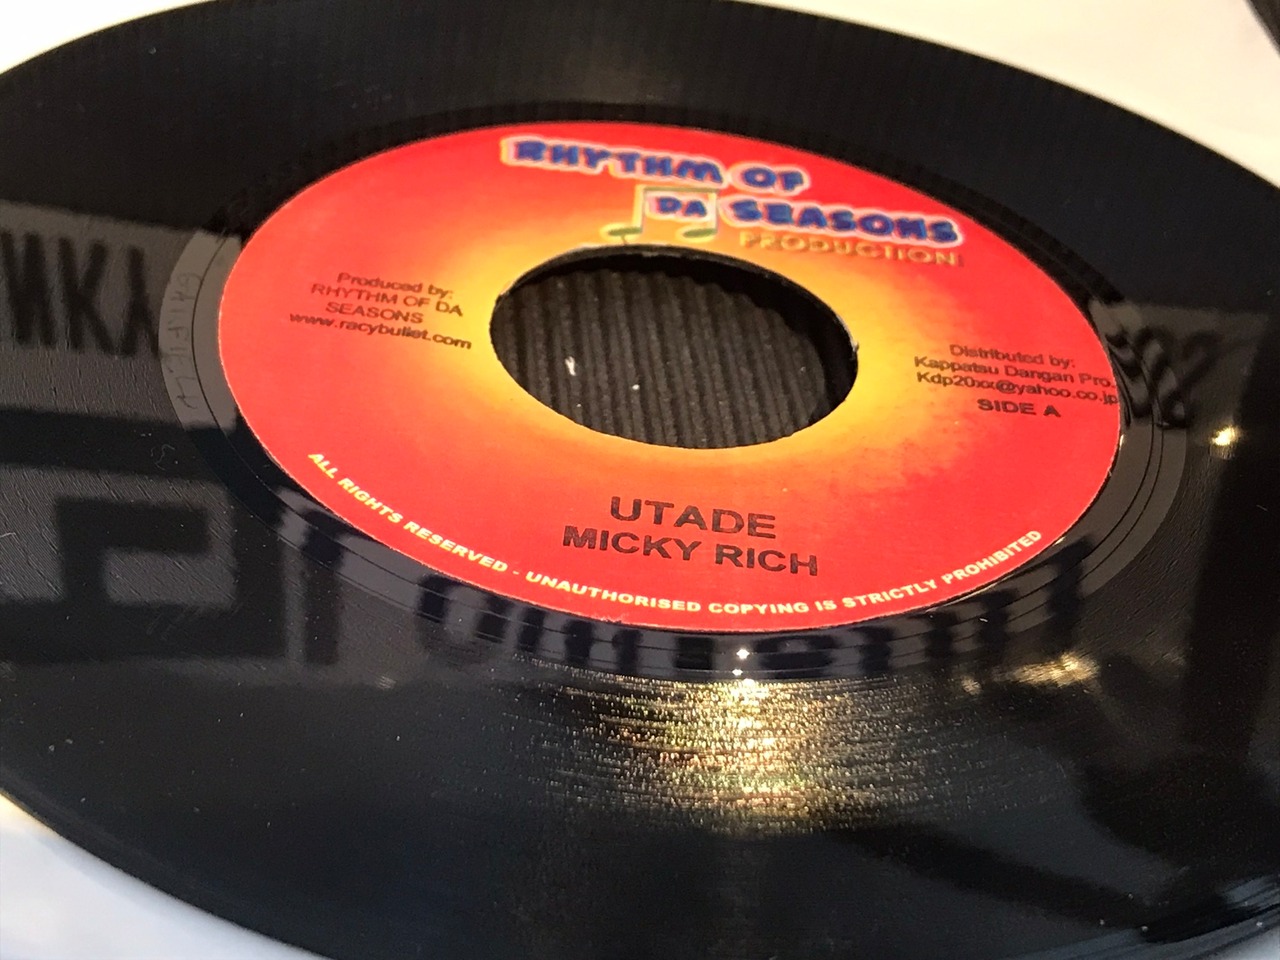 RHYTHM OF
DA SEASONS
PRODUCTION
Produced by:
RHYTHM OF DA
SEASONS
www.racybullet.com
Distributed by:
Kappatsu Dangan Pro.
Kdp20xx@yahoo.co.jp
SIDE A
UTADE
MICKY RICH
ALL RIGHTS RESERVED - UNAUTHORISED COPYING IS STRICTLY PROHIBITED